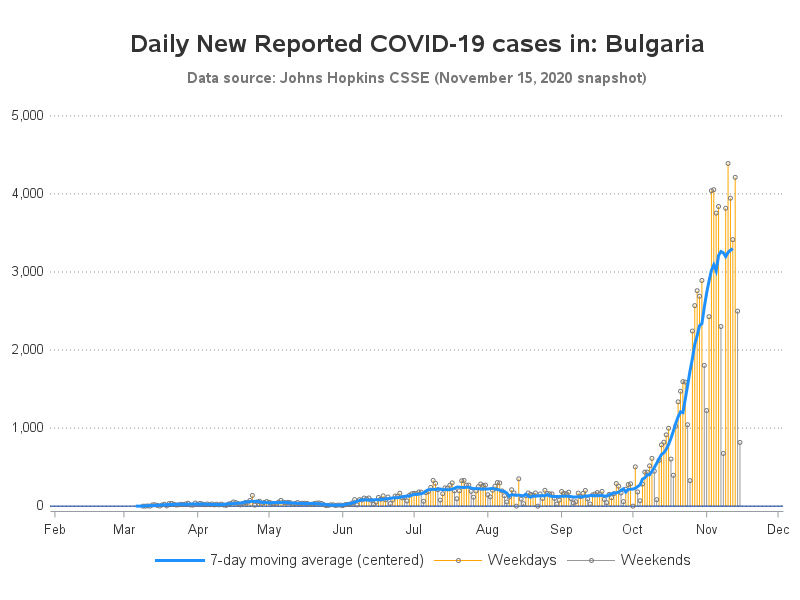 Daily New Reported COVID-19 cases in: Bulgaria
Data source: Johns Hopkins CSSE (November 15, 2020 snapshot)
5,000
4,000
3,000
2,000
1,000
0
Feb Mar Apr May Jun Jul Aug Sep Oct Nov Dec
7-day moving average (centered) Weekdays Weekends